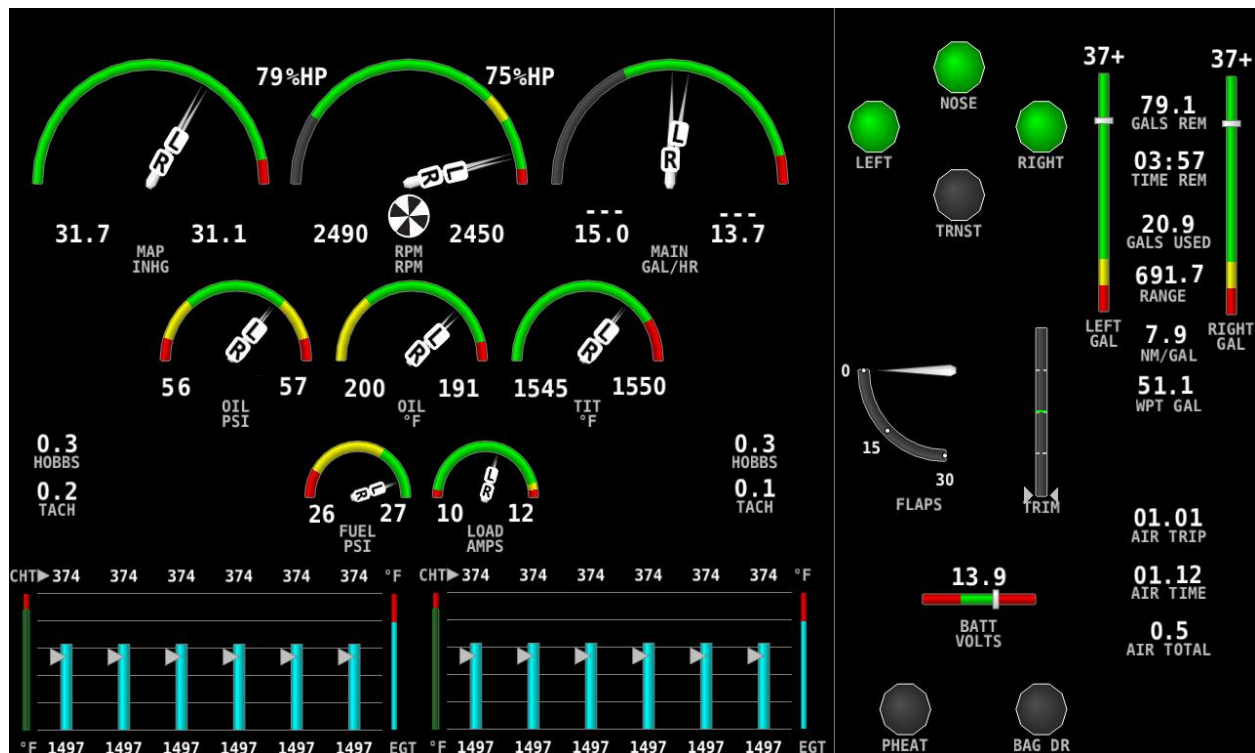 79%HP 75%HP
L R
L R
L R
31.7 31.1
MAP
INHG
2490 2450
RPM
RPM
--- ---
15.0 13.7
MAIN
GAL/HR
L R
L R
L R
56 57
OIL
PSI
200 191
OIL
°F
1545 1550
TIT
°F
0.3
HOBBS
0.2
TACH
L R
26 27
FUEL
PSI
L R
10 12
LOAD
AMPS
0.3
HOBBS
0.1
TACH
CHT 374 374 374 374 374 374 °F
°F 1497 1497 1497 1497 1497 1497 EGT
CHT 374 374 374 374 374 374 °F
°F 1497 1497 1497 1497 1497 1497 EGT
NOSE
LEFT
RIGHT
TRNST
37+
LEFT
GAL
37+
RIGHT
GAL
79.1
GALS REM
03:57
TIME REM
20.9
GALS USED
691.7
RANGE
7.9
NM/GAL
51.1
WPT GAL
0
15
30
FLAPS
TRIM
01.01
AIR TRIP
01.12
AIR TIME
0.5
AIR TOTAL
13.9
BATT
VOLTS
PHEAT
BAG DR